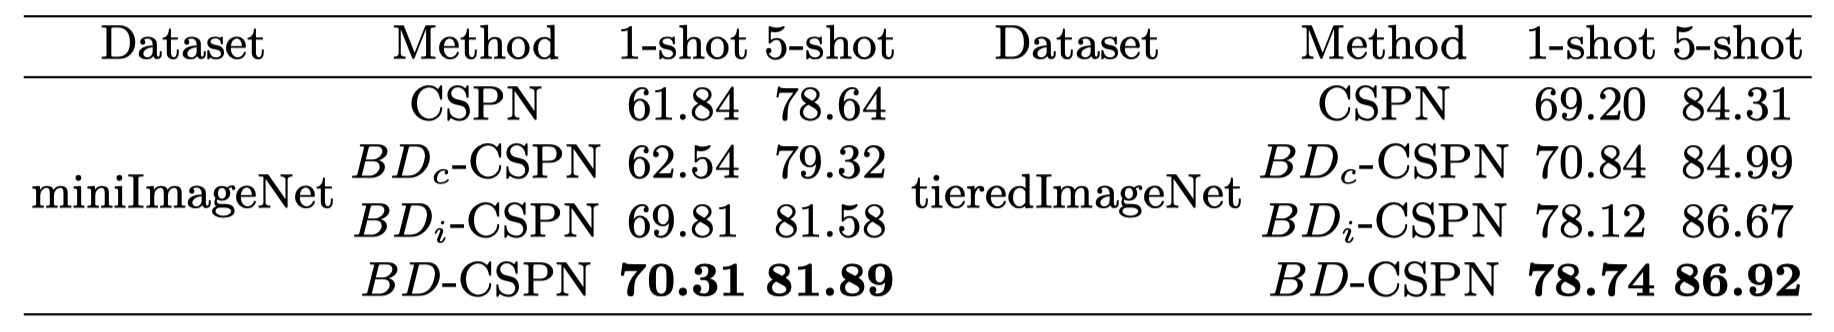 Dataset Method 1-shot 5-shot Dataset Method 1-shot 5-shot
CSPN 61.84 78.64 CSPN 69.20 84.31
BD_c-CSPN 62.54 79.32 BD_c-CSPN 70.84 84.99
miniImageNet tieredImageNet
BD_i-CSPN 69.81 81.58 BD_i-CSPN 78.12 86.67
BD-CSPN 70.31 81.89 BD-CSPN 78.74 86.92